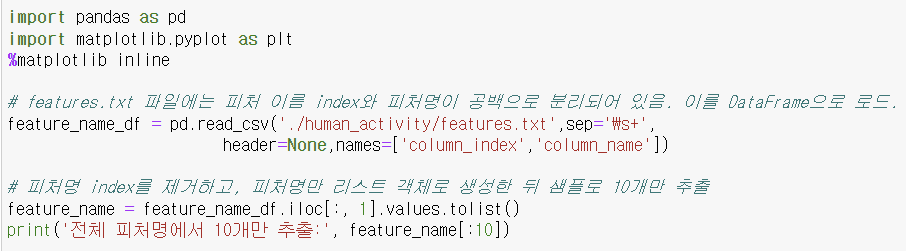 import pandas as pd
import matplotlib.pyplot as plt
%matplotlib inline
# features.txt 파일에는 피처 이름 index와 피처명이 공백으로 분리되어 있음. 이를 DataFrame으로 로드.
feature_name_df = pd.read_csv('./human_activity/features.txt',sep='₩s+',
header=None,names=['column_index','column_name'])
# 피처명 index를 제거하고, 피처명만 리스트 객체로 생성한 뒤 샘플로 10개만 추출
feature_name = feature_name_df.iloc[:, 1].values.tolist()
print('전체 피처명에서 10개만 추출:', feature_name[:10])